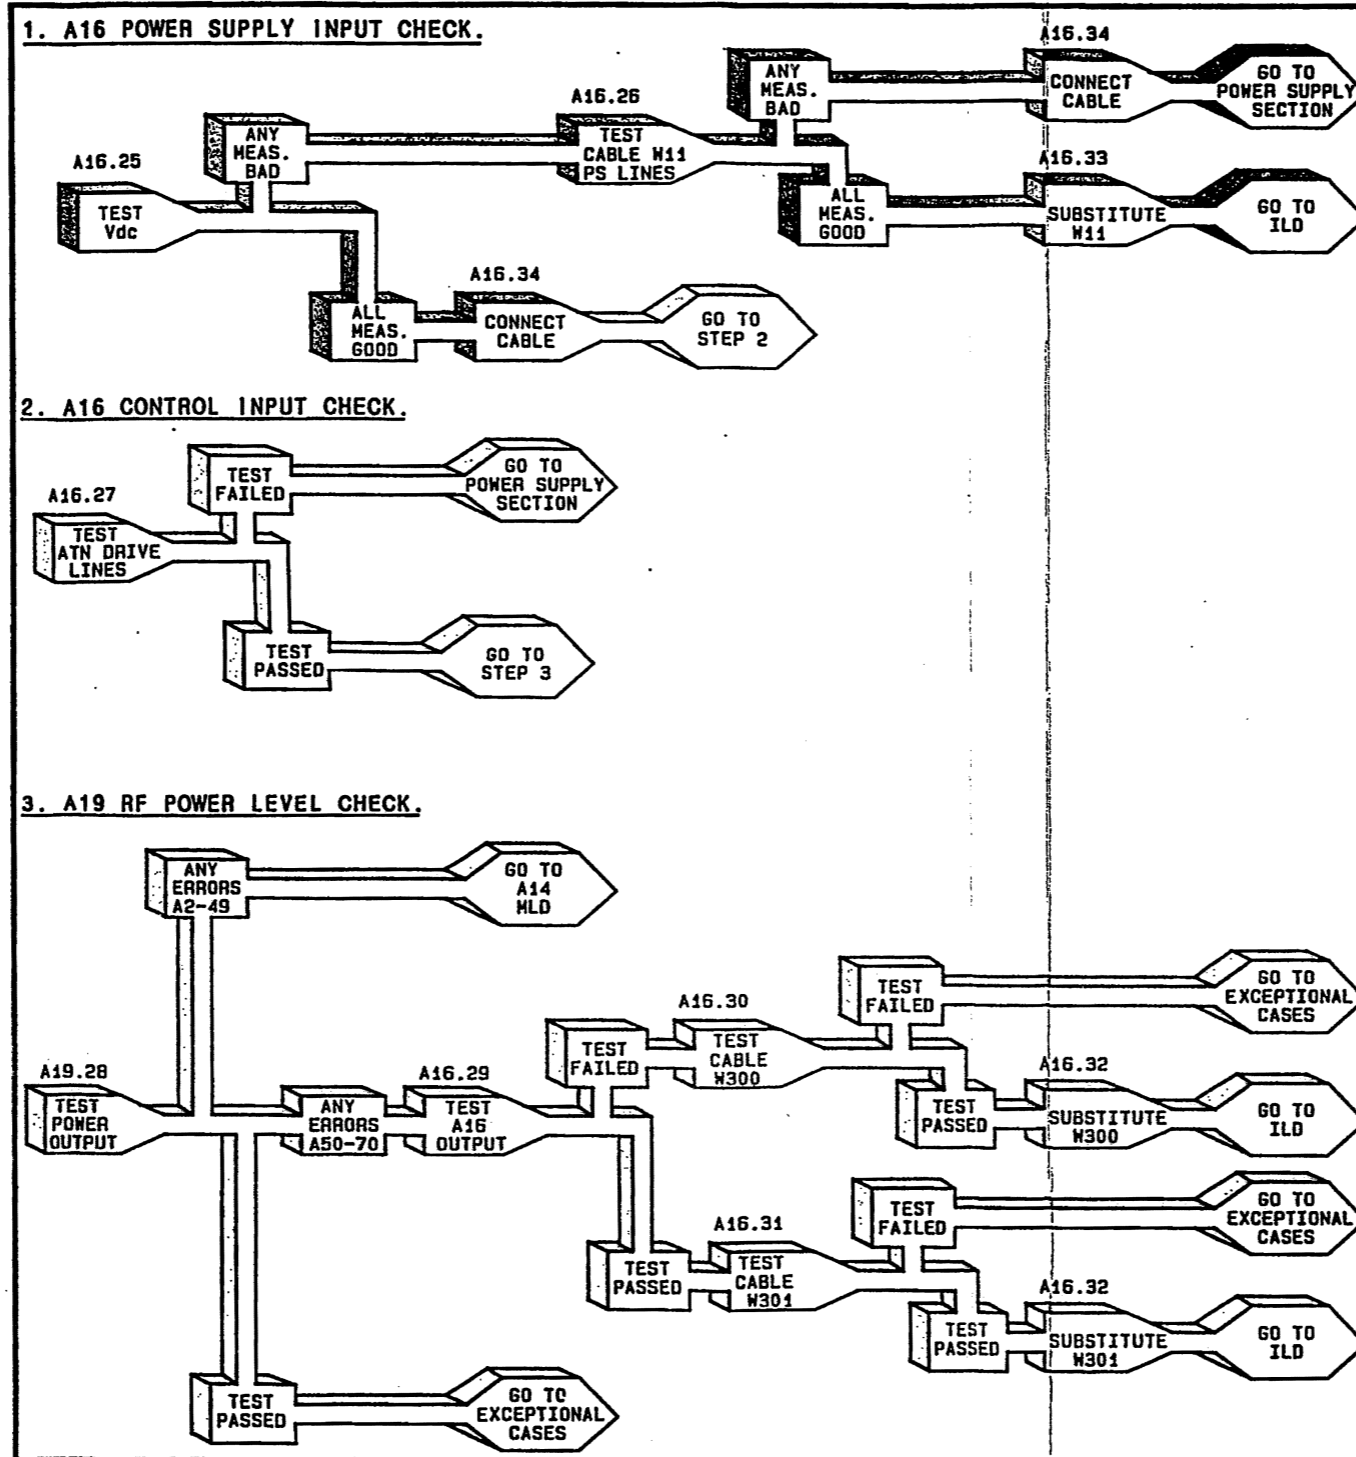 1. A16 POWER SUPPLY INPUT CHECK.
A16.34
ANY
MEAS.
BAD
CONNECT
CABLE
GO TO
POWER SUPPLY
SECTION
A16.26
ANY
MEAS.
BAD
TEST
CABLE W11
PS LINES
A16.25
TEST
Vdc
A16.33
ALL
MEAS.
GOOD
SUBSTITUTE
W11
GO TO
ILD
A16.34
ALL
MEAS.
GOOD
CONNECT
CABLE
GO TO
STEP 2
2. A16 CONTROL INPUT CHECK.
TEST
FAILED
GO TO
POWER SUPPLY
SECTION
A16.27
TEST
ATN DRIVE
LINES
TEST
PASSED
GO TO
STEP 3
3. A19 RF POWER LEVEL CHECK.
ANY
ERRORS
A2-49
GO TO
A14
MLD
TEST
FAILED
GO TO
EXCEPTIONAL
CASES
A16.30
TEST
FAILED
TEST
CABLE
W300
A19.28
TEST
POWER
OUTPUT
ANY
ERRORS
A50-70
A16.29
TEST
A16
OUTPUT
A16.32
TEST
PASSED
SUBSTITUTE
W300
GO TO
ILD
TEST
FAILED
GO TO
EXCEPTIONAL
CASES
A16.31
TEST
PASSED
TEST
CABLE
W301
A16.32
TEST
PASSED
SUBSTITUTE
W301
GO TO
ILD
TEST
PASSED
GO TO
EXCEPTIONAL
CASES